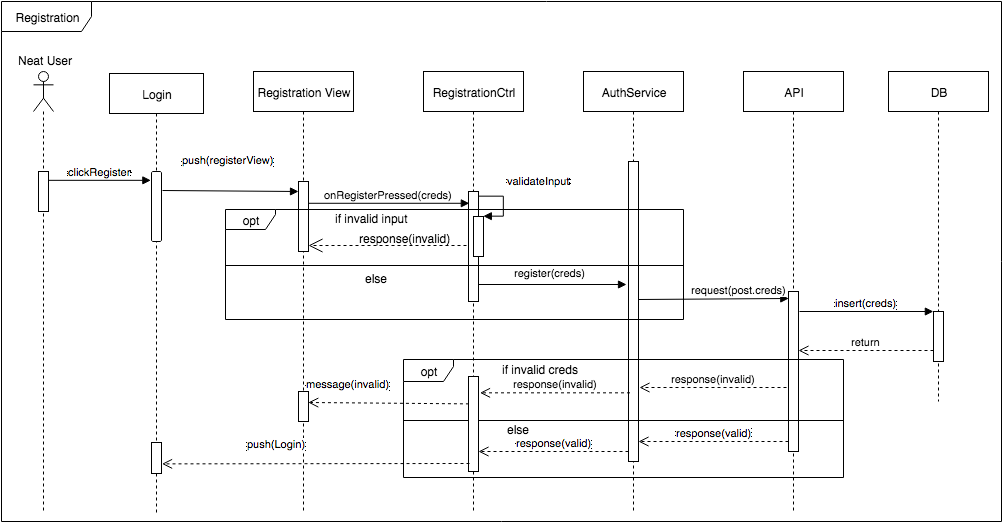 Registration
Neat User
Login
Registration View
RegistrationCtrl
AuthService
API
DB
:push(registerView):
:clickRegister:
:validateInput:
onRegisterPressed(creds)
opt
if invalid input
response(invalid)
else
register(creds)
request(post.creds)
:insert(creds):
return
opt
if invalid creds
response(invalid)
response(invalid)
:message(invalid):
else
:response(valid):
:response(valid):
:push(Login):